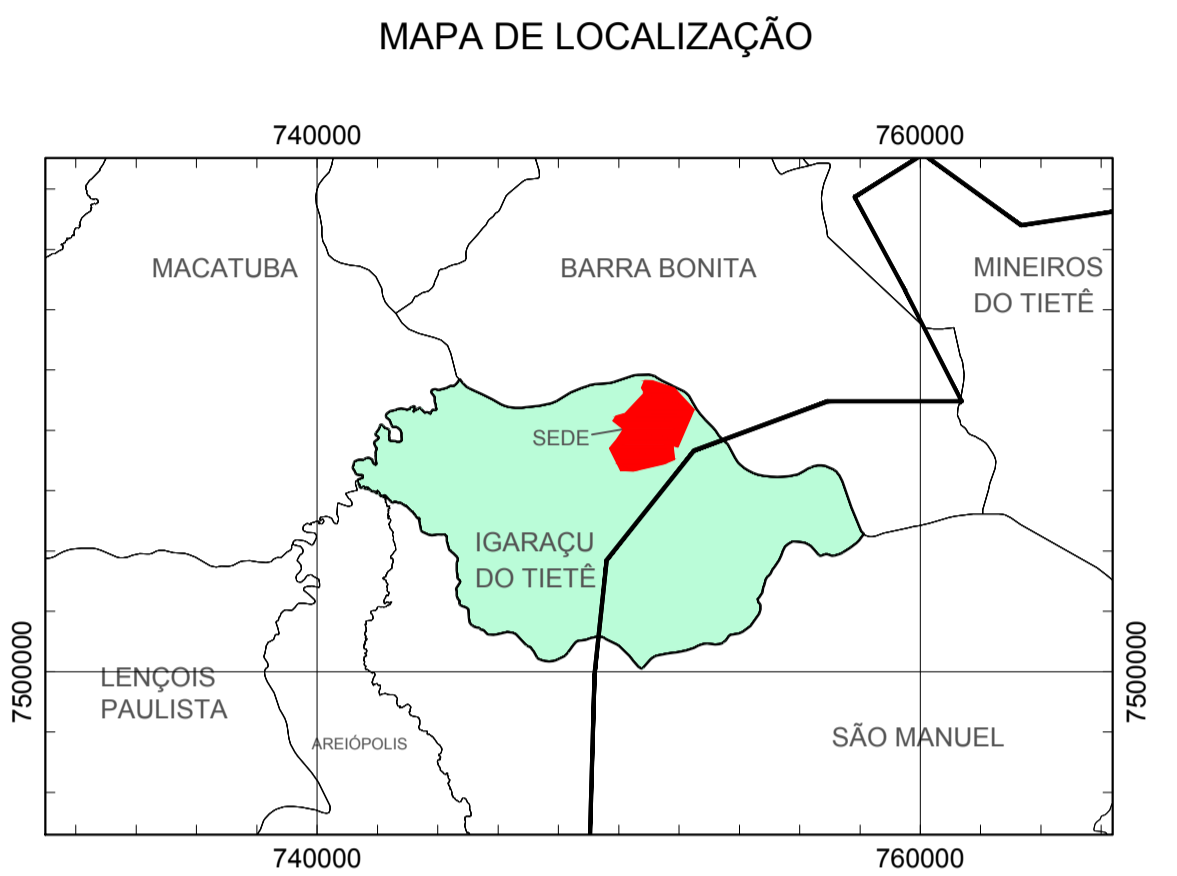 MAPA DE LOCALIZAÇÃO
740000
760000
MACATUBA
BARRA BONITA
MINEIROS
DO TIETÊ
SEDE
IGARAÇU
DO TIETÊ
7500000
7500000
LENÇOIS
PAULISTA
AREIÓPOLIS
SÃO MANUEL
740000
760000